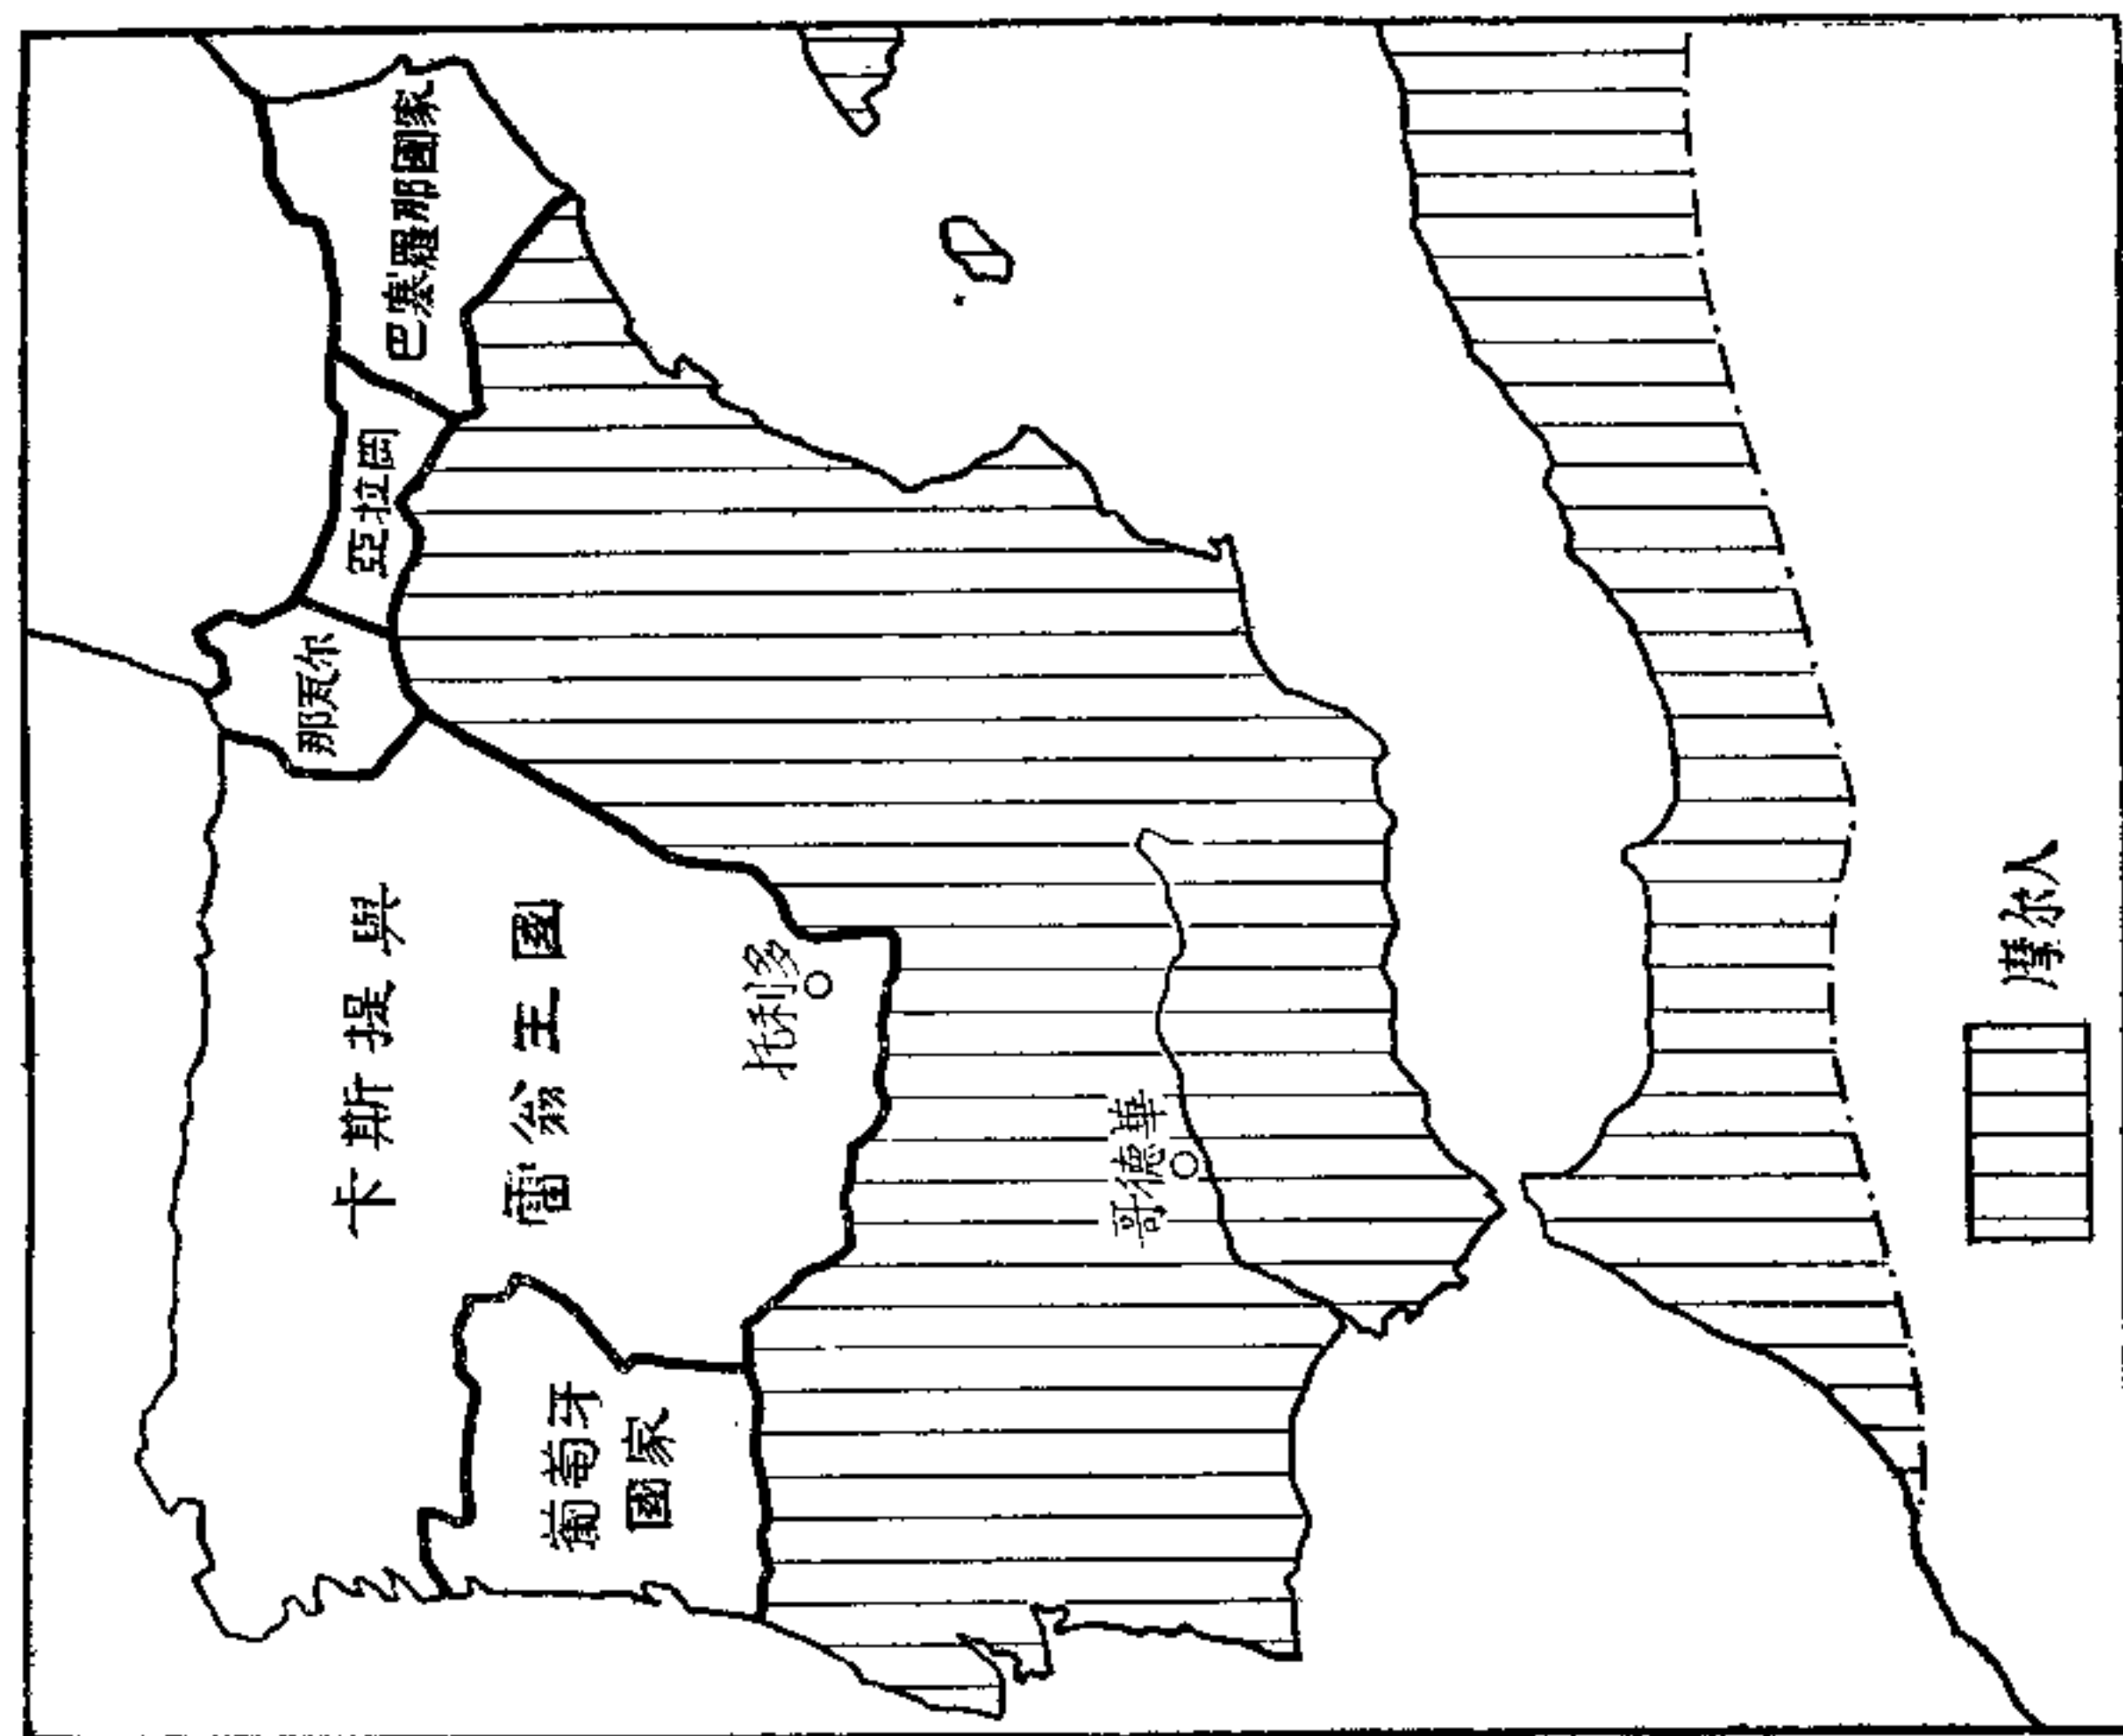 卡斯提與
雷翁王國
那瓦尔
亞拉岡
巴塞羅那國家
葡萄牙
國家
托利多
哥德華
摩尔人